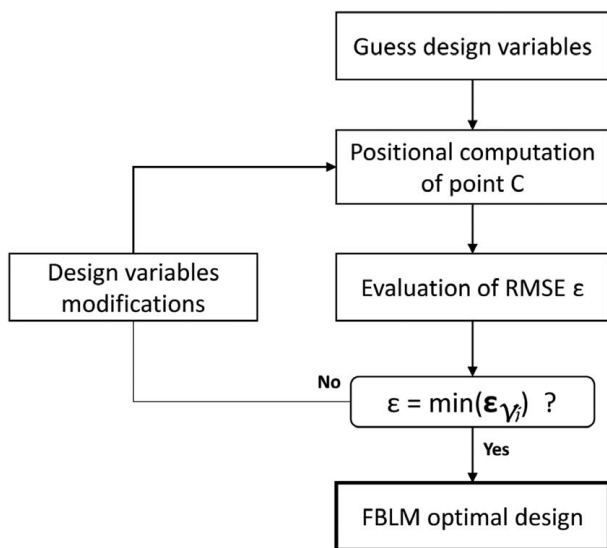 Guess design variables
Positional computation
of point C
Design variables
modifications
Evaluation of RMSE ε
No
ε = min(ε𝒱ⱼ) ?
Yes
FBLM optimal design